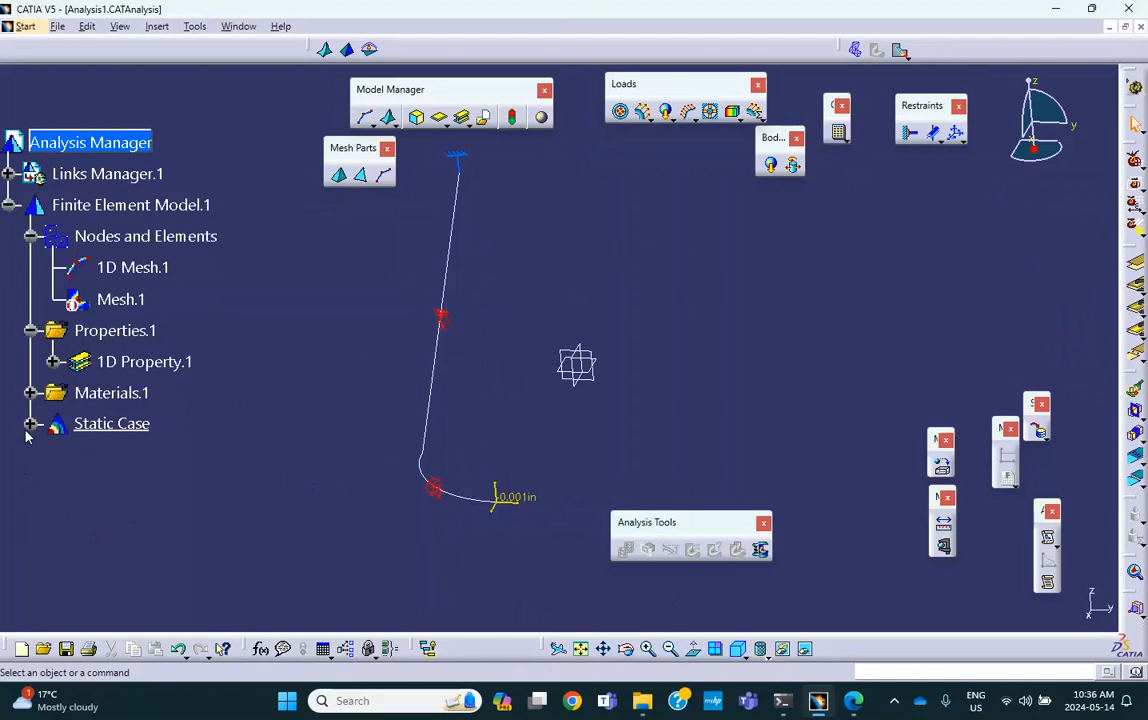 CATIA V5 - [Analysis1.CATAnalysis]
Start File Edit View Insert Tools Window Help
Model Manager
Loads
Restraints
Bod...
Mesh Parts
z
y
Analysis Manager
Links Manager.1
Finite Element Model.1
Nodes and Elements
1D Mesh.1
Mesh.1
Properties.1
1D Property.1
Materials.1
Static Case
0.001in
Analysis Tools
z
y
x
CATIA
Select an object or a command
17°C
Mostly cloudy
Search
ENG
US
10:36 AM
2024-05-14